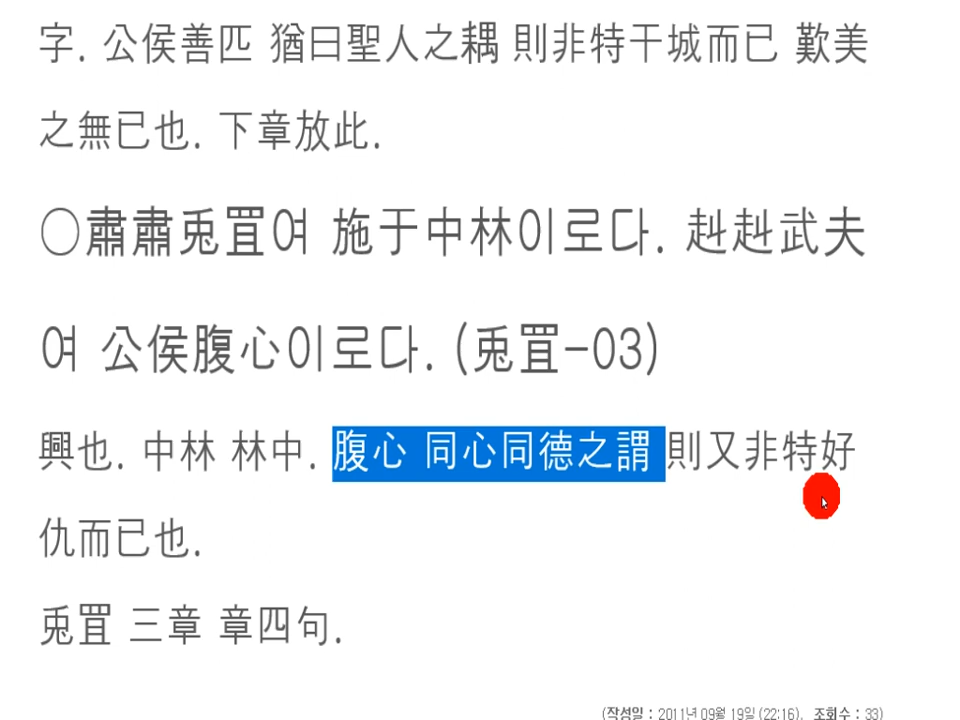 字. 公侯善匹 猶曰聖人之耦 則非特干城而已 歎美
之無已也. 下章放此.
○肅肅兎罝여 施于中林이로다. 赳赳武夫
여 公侯腹心이로다. (兎罝-03)
興也. 中林 林中. 腹心 同心同德之謂 則又非特好
仇而已也.
兎罝 三章 章四句.
(작성일 : 2011년 09월 19일 (22:16), 조회수 : 33)